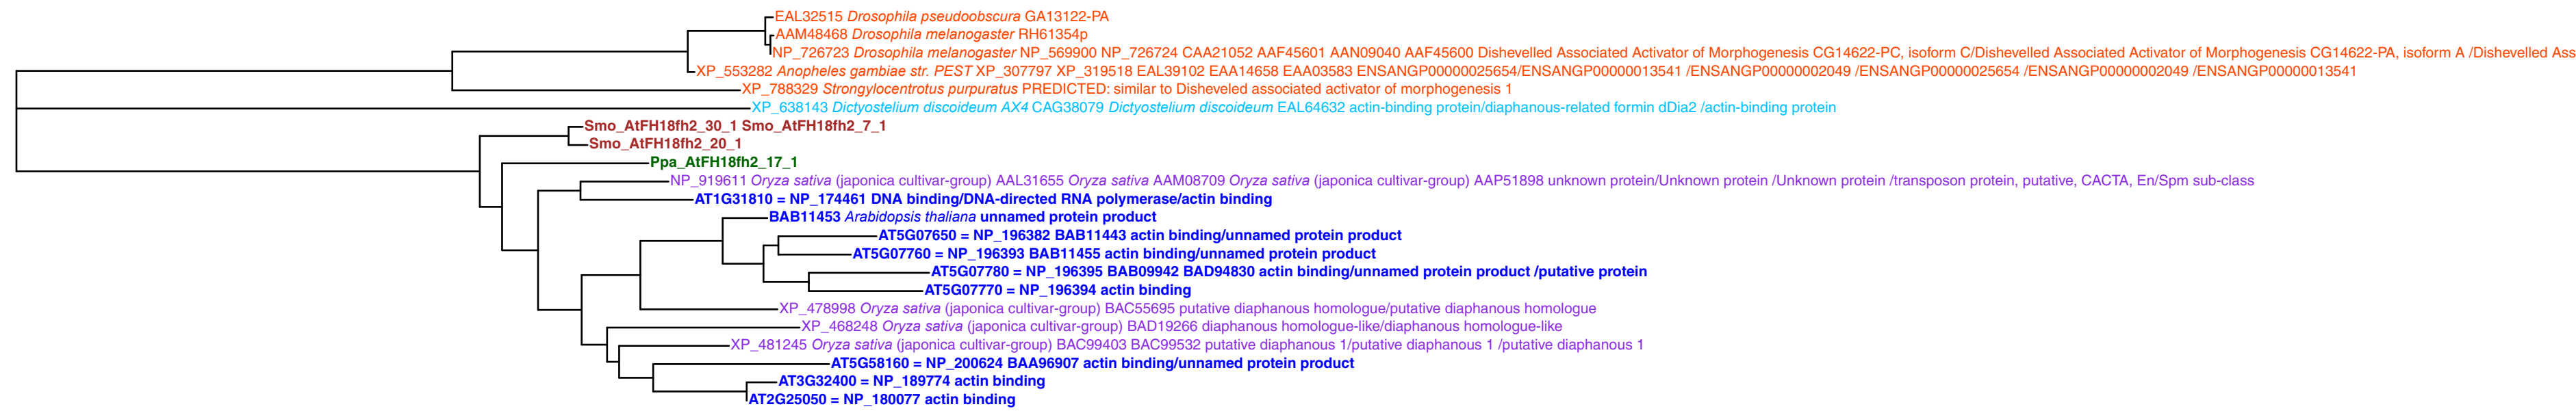 EAL32515 Drosophila pseudoobscura GA13122-PA
AAM48468 Drosophila melanogaster RH61354p
NP_726723 Drosophila melanogaster NP_569900 NP_726724 CAA21052 AAF45601 AAN09040 AAF45600 Dishevelled Associated Activator of Morphogenesis CG14622-PC, isoform C/Dishevelled Associated Activator of Morphogenesis CG14622-PA, isoform A /Dishevelled Ass
XP_553282 Anopheles gambiae str. PEST XP_307797 XP_319518 EAL39102 EAA14658 EAA03583 ENSANGP00000025654/ENSANGP00000013541 /ENSANGP00000002049 /ENSANGP00000025654 /ENSANGP00000002049 /ENSANGP00000013541
XP_788329 Strongylocentrotus purpuratus PREDICTED: similar to Disheveled associated activator of morphogenesis 1
XP_638143 Dictyostelium discoideum AX4 CAG38079 Dictyostelium discoideum EAL64632 actin-binding protein/diaphanous-related formin dDia2 /actin-binding protein
Smo_AtFH18fh2_30_1 Smo_AtFH18fh2_7_1
Smo_AtFH18fh2_20_1
Ppa_AtFH18fh2_17_1
NP_919611 Oryza sativa (japonica cultivar-group) AAL31655 Oryza sativa AAM08709 Oryza sativa (japonica cultivar-group) AAP51898 unknown protein/Unknown protein /Unknown protein /transposon protein, putative, CACTA, En/Spm sub-class
AT1G31810 = NP_174461 DNA binding/DNA-directed RNA polymerase/actin binding
BAB11453 Arabidopsis thaliana unnamed protein product
AT5G07650 = NP_196382 BAB11443 actin binding/unnamed protein product
AT5G07760 = NP_196393 BAB11455 actin binding/unnamed protein product
AT5G07780 = NP_196395 BAB09942 BAD94830 actin binding/unnamed protein product /putative protein
AT5G07770 = NP_196394 actin binding
XP_478998 Oryza sativa (japonica cultivar-group) BAC55695 putative diaphanous homologue/putative diaphanous homologue
XP_468248 Oryza sativa (japonica cultivar-group) BAD19266 diaphanous homologue-like/diaphanous homologue-like
XP_481245 Oryza sativa (japonica cultivar-group) BAC99403 BAC99532 putative diaphanous 1/putative diaphanous 1 /putative diaphanous 1
AT5G58160 = NP_200624 BAA96907 actin binding/unnamed protein product
AT3G32400 = NP_189774 actin binding
AT2G25050 = NP_180077 actin binding